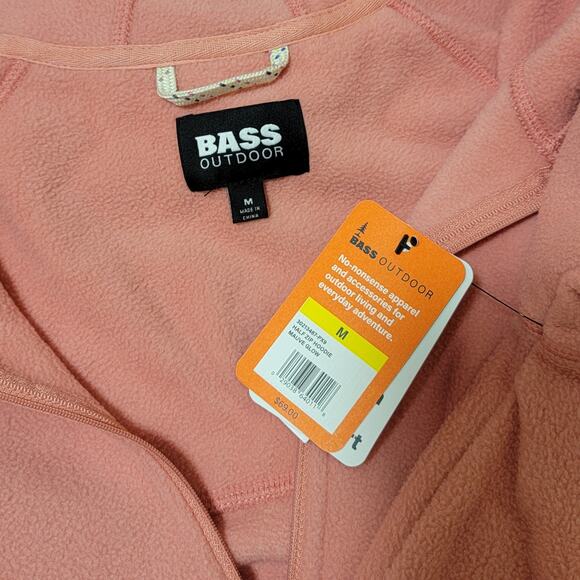 BASS
OUTDOOR
M
MADE IN
CHINA
BASS OUTDOOR
No-nonsense apparel
and accessories for
outdoor living and
everyday adventure.
M
HALF ZIP HOODIE
MAUVE GLOW
$69.00